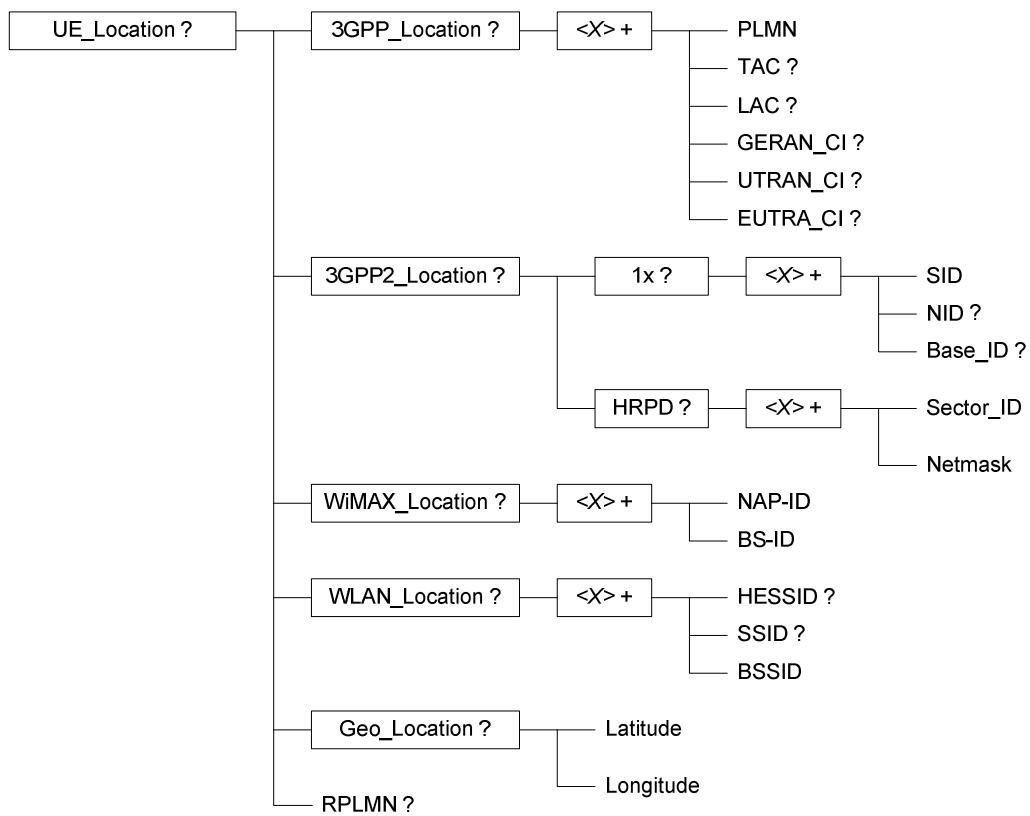 UE_Location ?
3GPP_Location ?
<X> +
PLMN
TAC ?
LAC ?
GERAN_CI ?
UTRAN_CI ?
EUTRA_CI ?
3GPP2_Location ?
1x ?
<X> +
SID
NID ?
Base_ID ?
HRPD ?
<X> +
Sector_ID
Netmask
WiMAX_Location ?
<X> +
NAP-ID
BS-ID
WLAN_Location ?
<X> +
HESSID ?
SSID ?
BSSID
Geo_Location ?
Latitude
Longitude
RPLMN ?